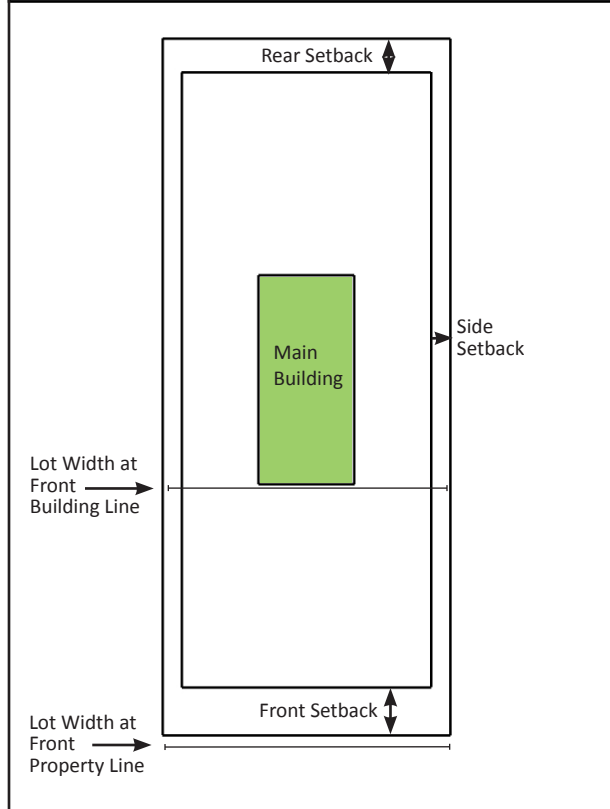 Rear Setback
Side
Setback
Main
Building
Lot Width at
Front
Building Line
Front Setback
Lot Width at
Front
Property Line